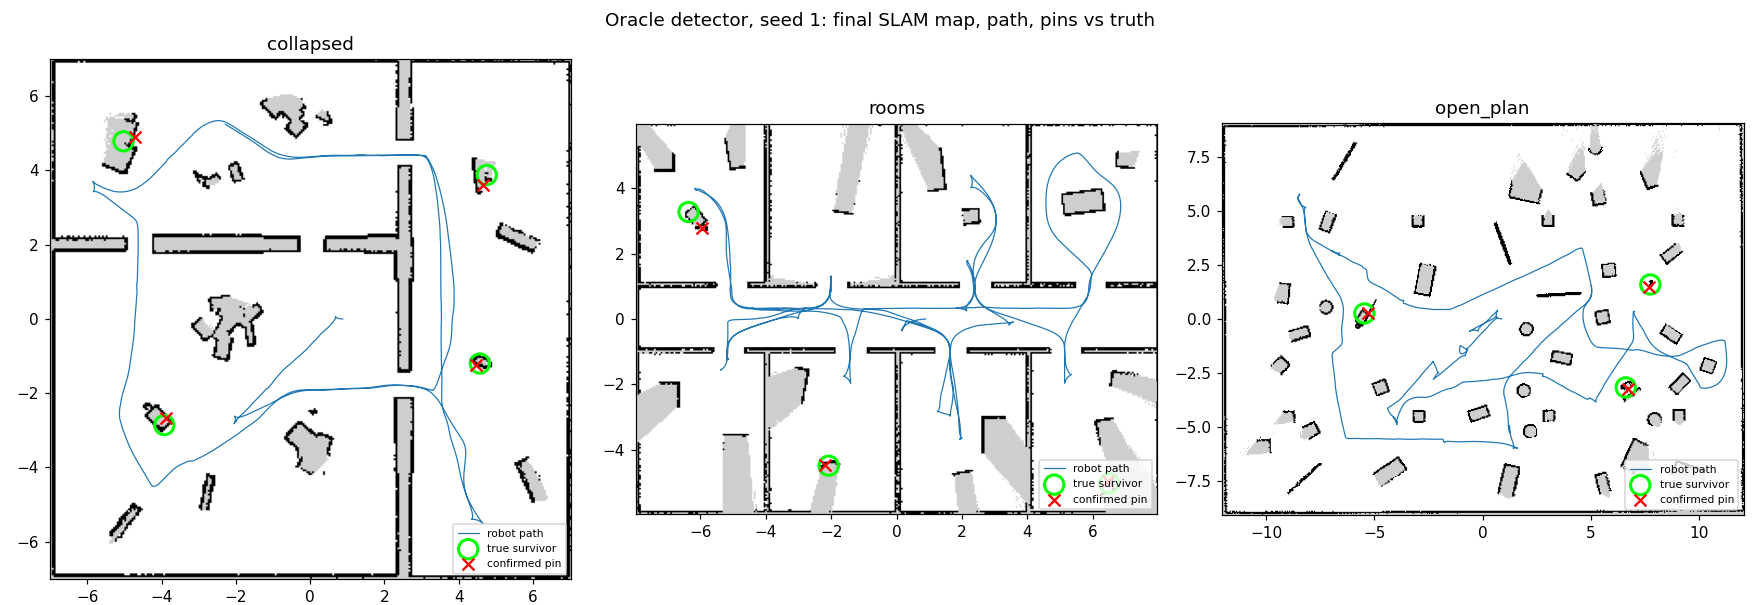 Oracle detector, seed 1: final SLAM map, path, pins vs truth
collapsed
6
4
2
0
−2
−4
−6
−6 −4 −2 0 2 4 6
robot path
true survivor
confirmed pin
rooms
4
2
0
−2
−4
−6 −4 −2 0 2 4 6
robot path
true survivor
confirmed pin
open_plan
7.5
5.0
2.5
0.0
−2.5
−5.0
−7.5
−10 −5 0 5 10
robot path
true survivor
confirmed pin